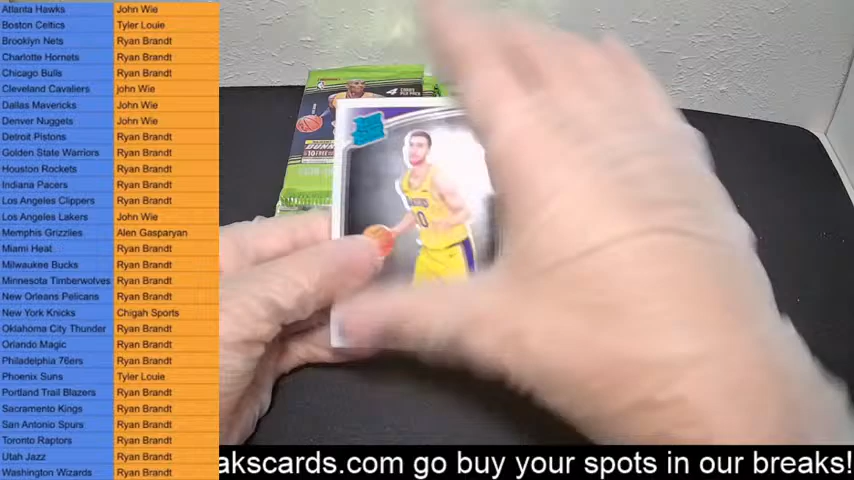 Atlanta Hawks John Wie
Boston Celtics Tyler Louie
Brooklyn Nets Ryan Brandt
Charlotte Hornets Ryan Brandt
Chicago Bulls Ryan Brandt
Cleveland Cavaliers john Wie
Dallas Mavericks John Wie
Denver Nuggets John Wie
Detroit Pistons Ryan Brandt
Golden State Warriors Ryan Brandt
Houston Rockets Ryan Brandt
Indiana Pacers Ryan Brandt
Los Angeles Clippers Ryan Brandt
Los Angeles Lakers John Wie
Memphis Grizzlies Alen Gasparyan
Miami Heat Ryan Brandt
Milwaukee Bucks Ryan Brandt
Minnesota Timberwolves Ryan Brandt
New Orleans Pelicans Ryan Brandt
New York Knicks Chigah Sports
Oklahoma City Thunder Ryan Brandt
Orlando Magic Ryan Brandt
Philadelphia 76ers Ryan Brandt
Phoenix Suns Tyler Louie
Portland Trail Blazers Ryan Brandt
Sacramento Kings Ryan Brandt
San Antonio Spurs Ryan Brandt
Toronto Raptors Ryan Brandt
Utah Jazz Ryan Brandt
Washington Wizards Ryan Brandt
4 CARDS
PER PACK
akscards.com go buy your spots in our breaks!